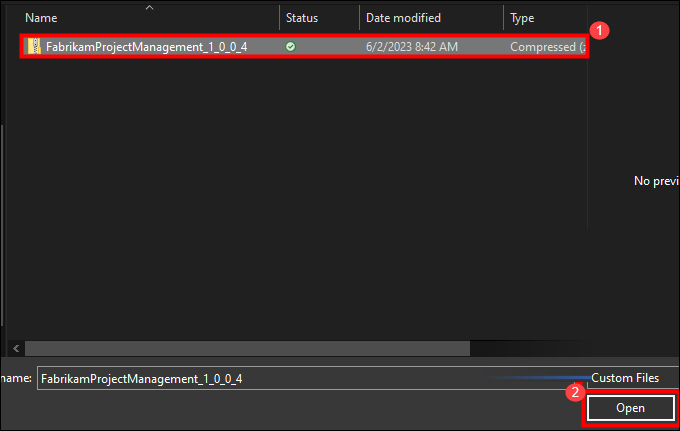 Name Status Date modified Type
1
FabrikamProjectManagement_1_0_0_4 6/2/2023 8:42 AM Compressed (z
No previ
name: FabrikamProjectManagement_1_0_0_4 Custom Files
2
Open